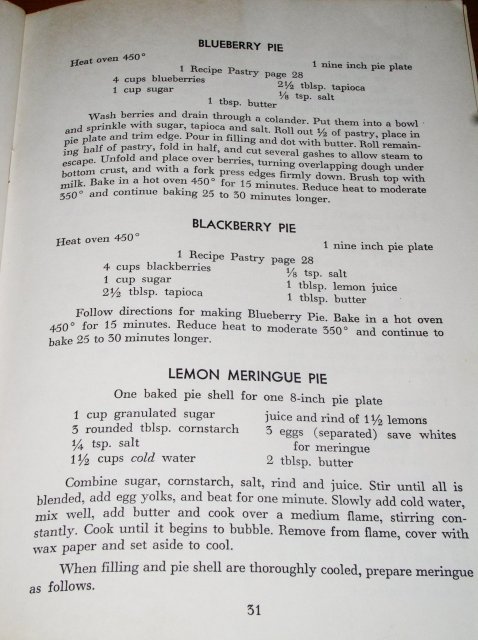 BLUEBERRY PIE
Heat oven 450° 1 nine inch pie plate
1 Recipe Pastry page 28
4 cups blueberries 2½ tblsp. tapioca
1 cup sugar ⅛ tsp. salt
1 tbsp. butter
Wash berries and drain through a colander. Put them into a bowl
and sprinkle with sugar, tapioca and salt. Roll out ½ of pastry, place in
pie plate and trim edge. Pour in filling and dot with butter. Roll remain-
ing half of pastry, fold in half, and cut several gashes to allow steam to
escape. Unfold and place over berries, turning overlapping dough under
bottom crust, and with a fork press edges firmly down. Brush top with
milk. Bake in a hot oven 450° for 15 minutes. Reduce heat to moderate
350° and continue baking 25 to 30 minutes longer.
BLACKBERRY PIE
Heat oven 450° 1 nine inch pie plate
1 Recipe Pastry page 28
4 cups blackberries ⅛ tsp. salt
1 cup sugar 1 tblsp. lemon juice
2½ tblsp. tapioca 1 tblsp. butter
Follow directions for making Blueberry Pie. Bake in a hot oven
450° for 15 minutes. Reduce heat to moderate 350° and continue to
bake 25 to 30 minutes longer.
LEMON MERINGUE PIE
One baked pie shell for one 8-inch pie plate
1 cup granulated sugar juice and rind of 1½ lemons
3 rounded tblsp. cornstarch 3 eggs (separated) save whites
¼ tsp. salt for meringue
1½ cups cold water 2 tblsp. butter
Combine sugar, cornstarch, salt, rind and juice. Stir until all is
blended, add egg yolks, and beat for one minute. Slowly add cold water,
mix well, add butter and cook over a medium flame, stirring con-
stantly. Cook until it begins to bubble. Remove from flame, cover with
wax paper and set aside to cool.
When filling and pie shell are thoroughly cooled, prepare meringue
as follows.
31